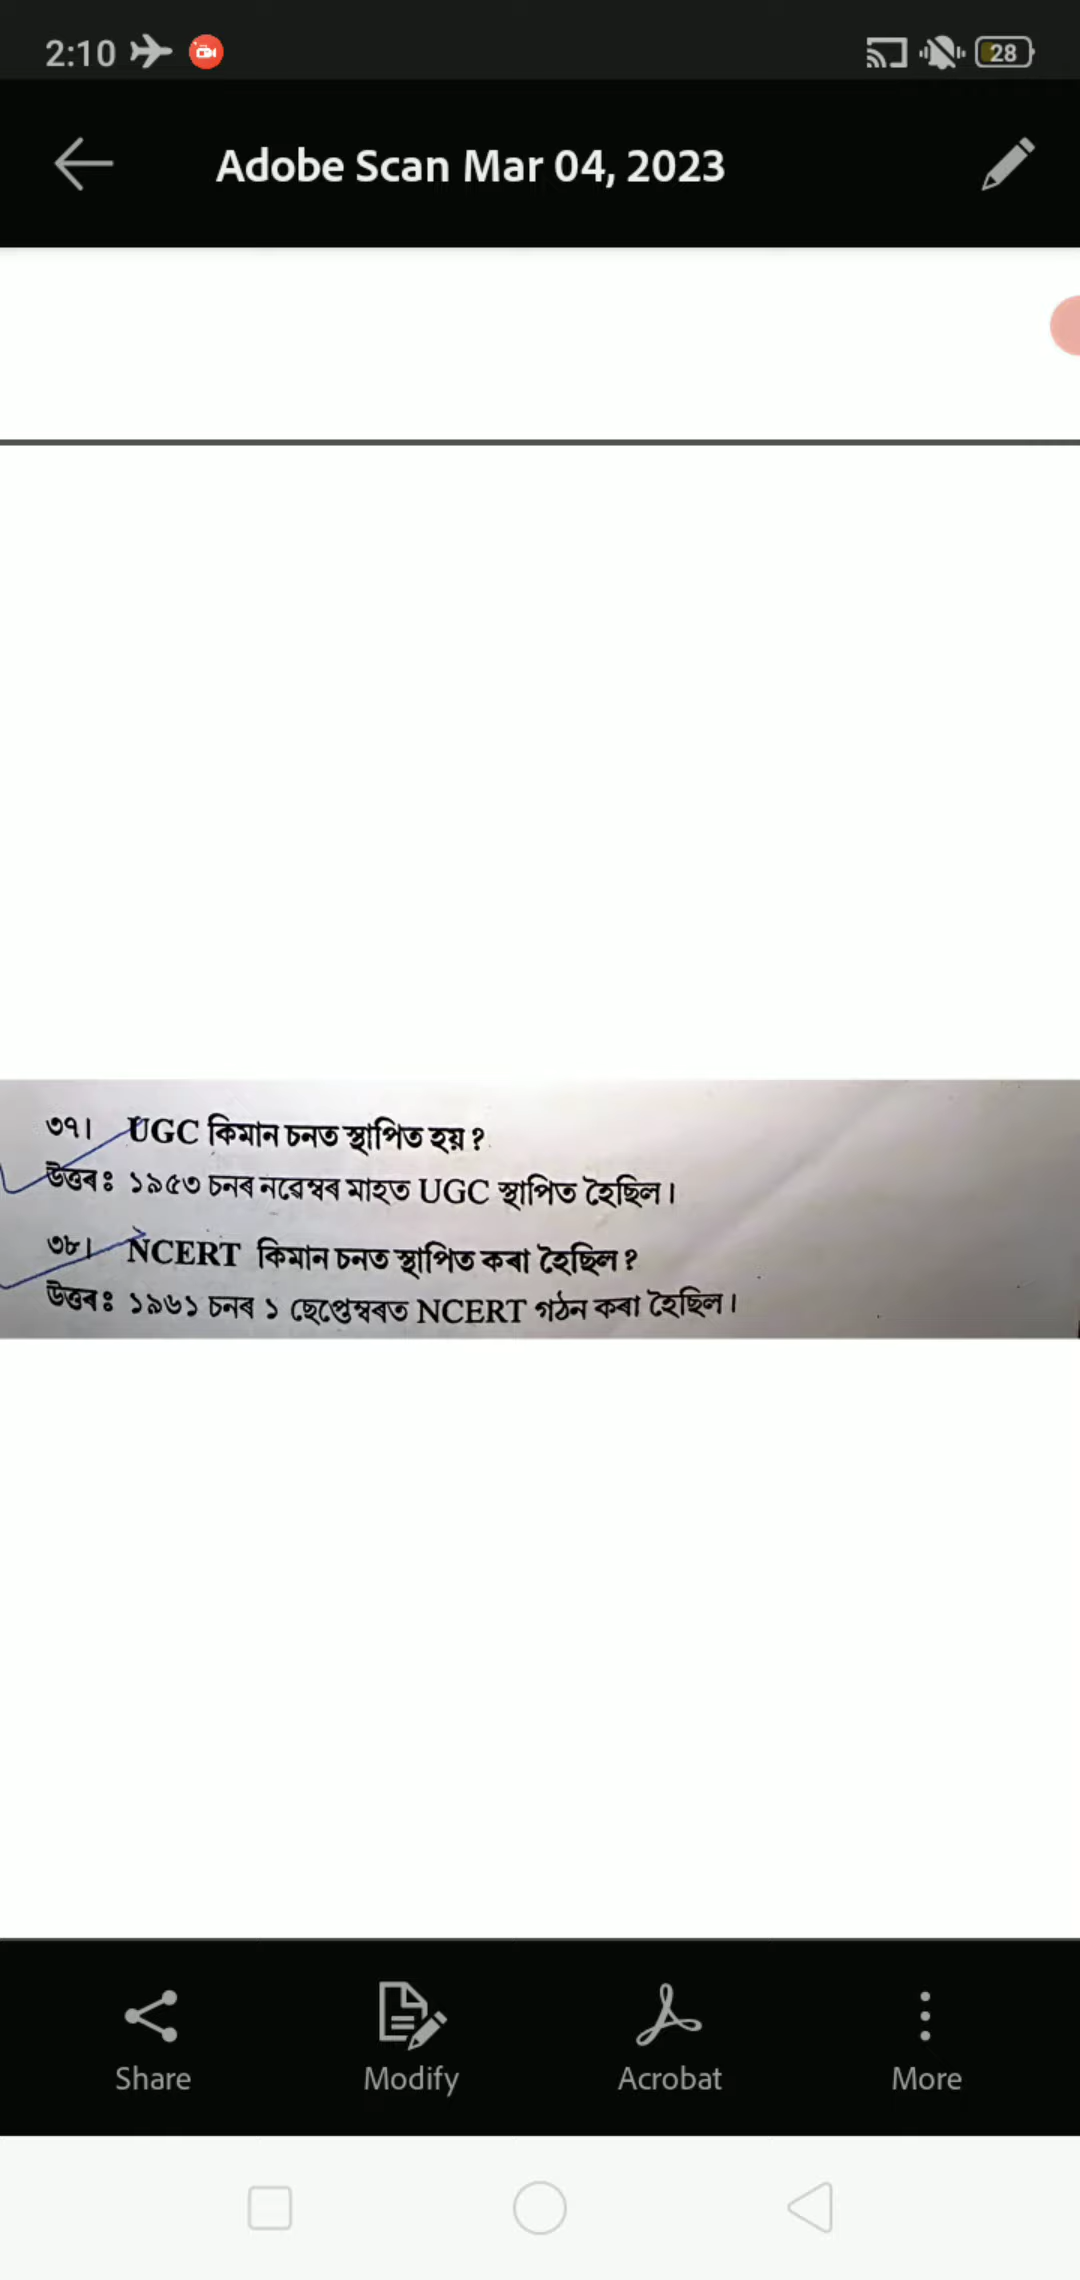 2:10
28
Adobe Scan Mar 04, 2023
৩৭। UGC কিমান চনত স্থাপিত হয় ?
উত্তৰঃ ১৯৫৩ চনৰ নৱেম্বৰ মাহত UGC স্থাপিত হৈছিল।
৩৮। NCERT কিমান চনত স্থাপিত কৰা হৈছিল ?
উত্তৰঃ ১৯৬১ চনৰ ১ ছেপ্তেম্বৰত NCERT গঠন কৰা হৈছিল।
Share Modify Acrobat More